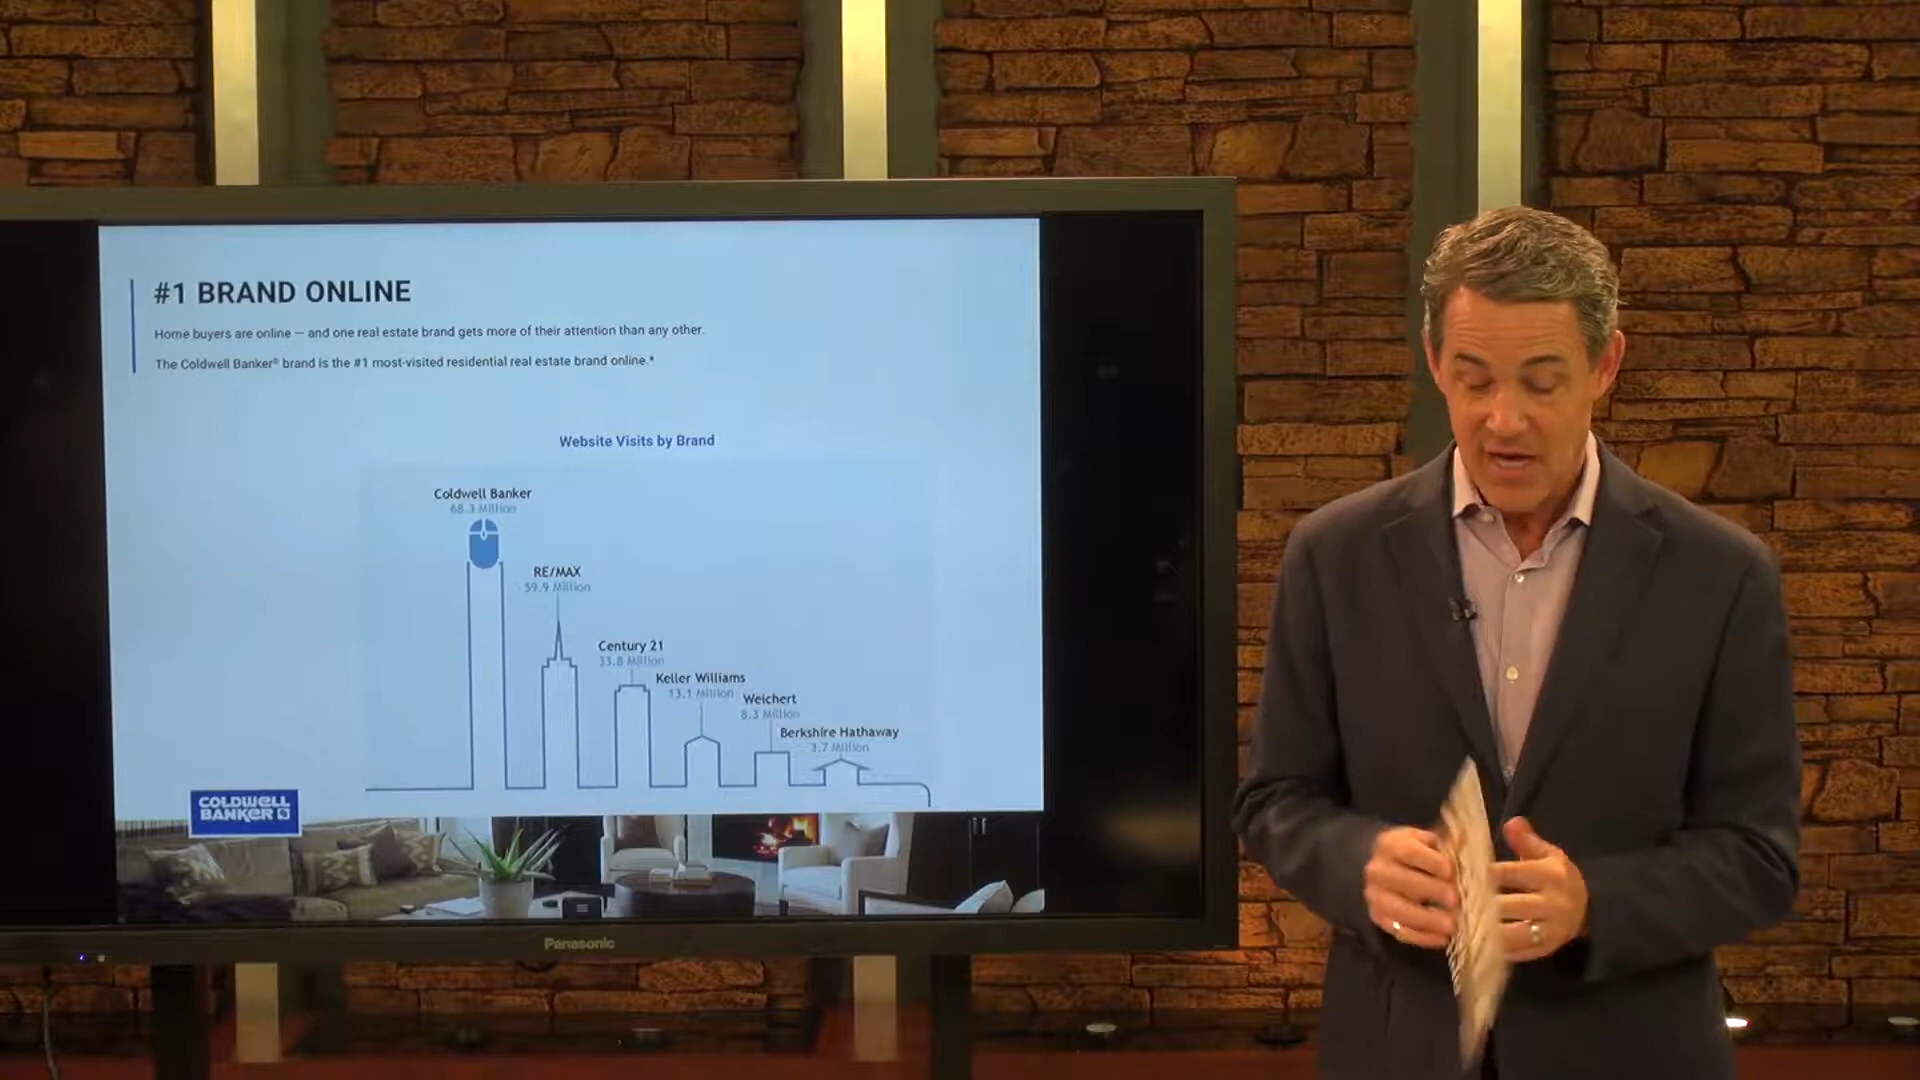 #1 BRAND ONLINE
Home buyers are online — and one real estate brand gets more of their attention than any other.
The Coldwell Banker® brand is the #1 most-visited residential real estate brand online.*
Website Visits by Brand
Coldwell Banker
68.3 Million
RE/MAX
59.9 Million
Century 21
33.8 Million
Keller Williams
13.1 Million
Weichert
8.3 Million
Berkshire Hathaway
3.7 Million
COLDWELL
BANKER
Panasonic